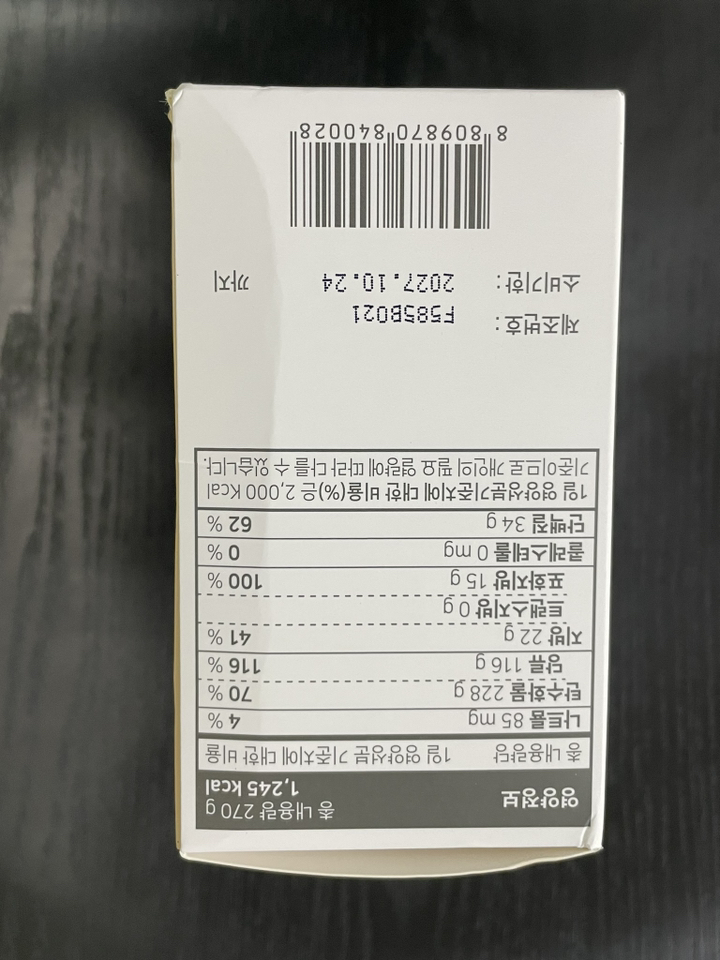 영양정보
총 내용량 270 g
1,245 kcal
총 내용량당 1일 영양성분 기준치에 대한 비율
나트륨 85 mg 4 %
탄수화물 228 g 70 %
당류 116 g 116 %
지방 22 g 41 %
트랜스지방 0 g
포화지방 15 g 100 %
콜레스테롤 0 mg 0 %
단백질 34 g 62 %
1일 영양성분기준치에 대한 비율(%)은 2,000 Kcal
기준이므로 개인의 필요 열량에 따라 다를 수 있습니다.
제조번호: F585B021
소비기한: 2027.10.24 까지
8 809870 840028